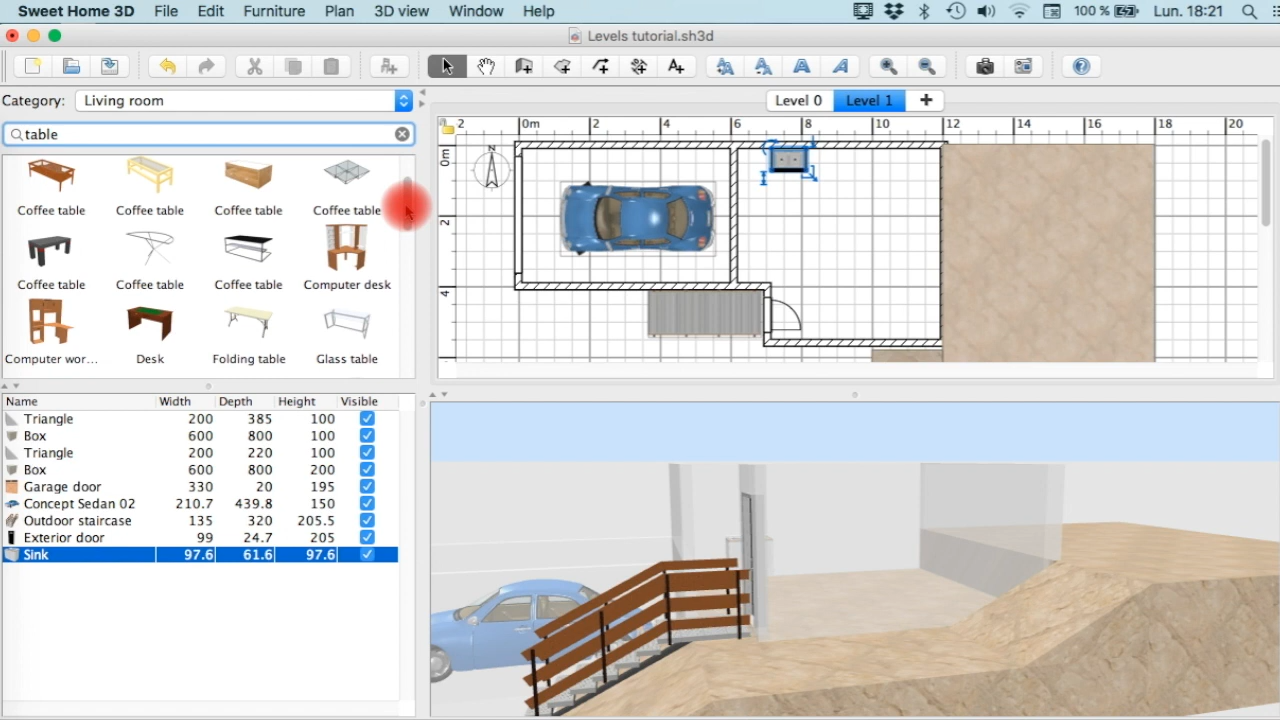 Sweet Home 3D File Edit Furniture Plan 3D view Window Help 100 % Lun. 18:21
Levels tutorial.sh3d
Category: Living room
Level 0 Level 1 +
table
2 0m 2 4 6 8 10 12 14 16 18 20
0m
2
4
N
Coffee table Coffee table Coffee table Coffee table
Coffee table Coffee table Coffee table Computer desk
Computer wor... Desk Folding table Glass table
Name Width Depth Height Visible
Triangle 200 385 100
Box 600 800 100
Triangle 200 220 100
Box 600 800 200
Garage door 330 20 195
Concept Sedan 02 210.7 439.8 150
Outdoor staircase 135 320 205.5
Exterior door 99 24.7 205
Sink 97.6 61.6 97.6